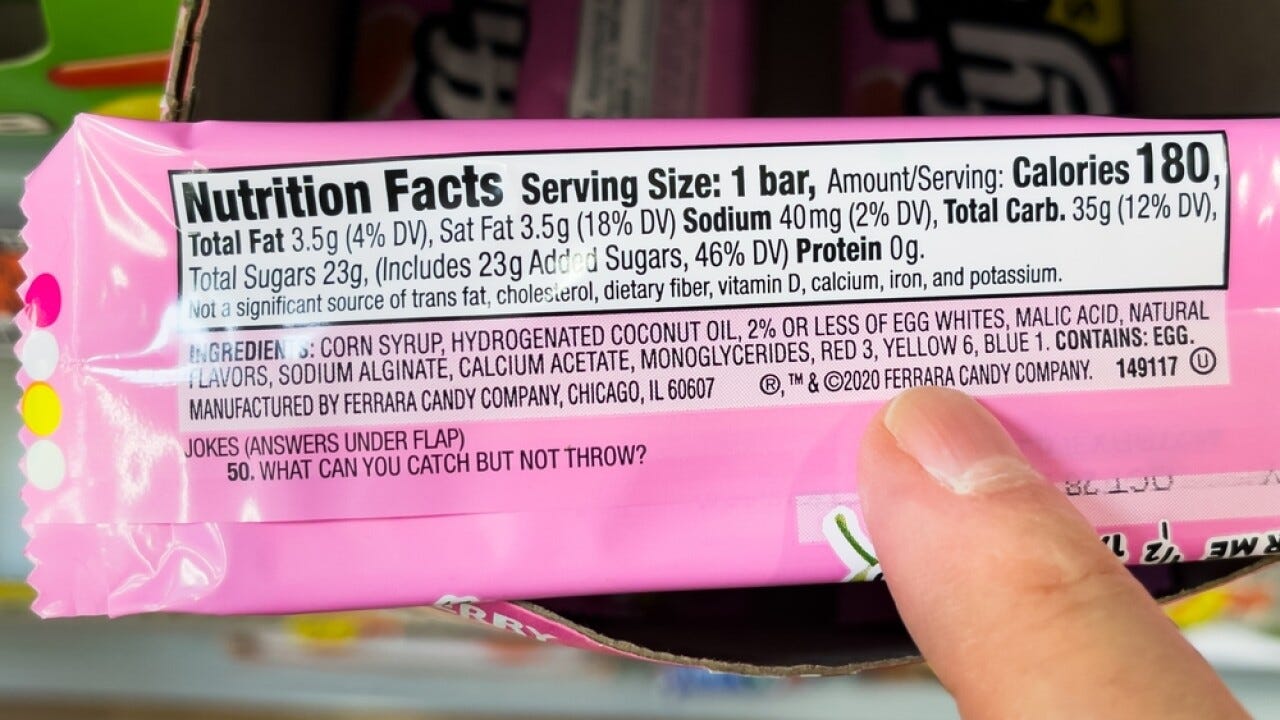 Nutrition Facts Serving Size: 1 bar, Amount/Serving: Calories 180,
Total Fat 3.5g (4% DV), Sat Fat 3.5g (18% DV) Sodium 40mg (2% DV), Total Carb. 35g (12% DV),
Total Sugars 23g, (Includes 23g Added Sugars, 46% DV) Protein 0g.
Not a significant source of trans fat, cholesterol, dietary fiber, vitamin D, calcium, iron, and potassium.
INGREDIENTS: CORN SYRUP, HYDROGENATED COCONUT OIL, 2% OR LESS OF EGG WHITES, MALIC ACID, NATURAL
FLAVORS, SODIUM ALGINATE, CALCIUM ACETATE, MONOGLYCERIDES, RED 3, YELLOW 6, BLUE 1. CONTAINS: EGG.
MANUFACTURED BY FERRARA CANDY COMPANY, CHICAGO, IL 60607 ®, ™ & ©2020 FERRARA CANDY COMPANY. 149117 Ⓤ
JOKES (ANSWERS UNDER FLAP)
50. WHAT CAN YOU CATCH BUT NOT THROW?